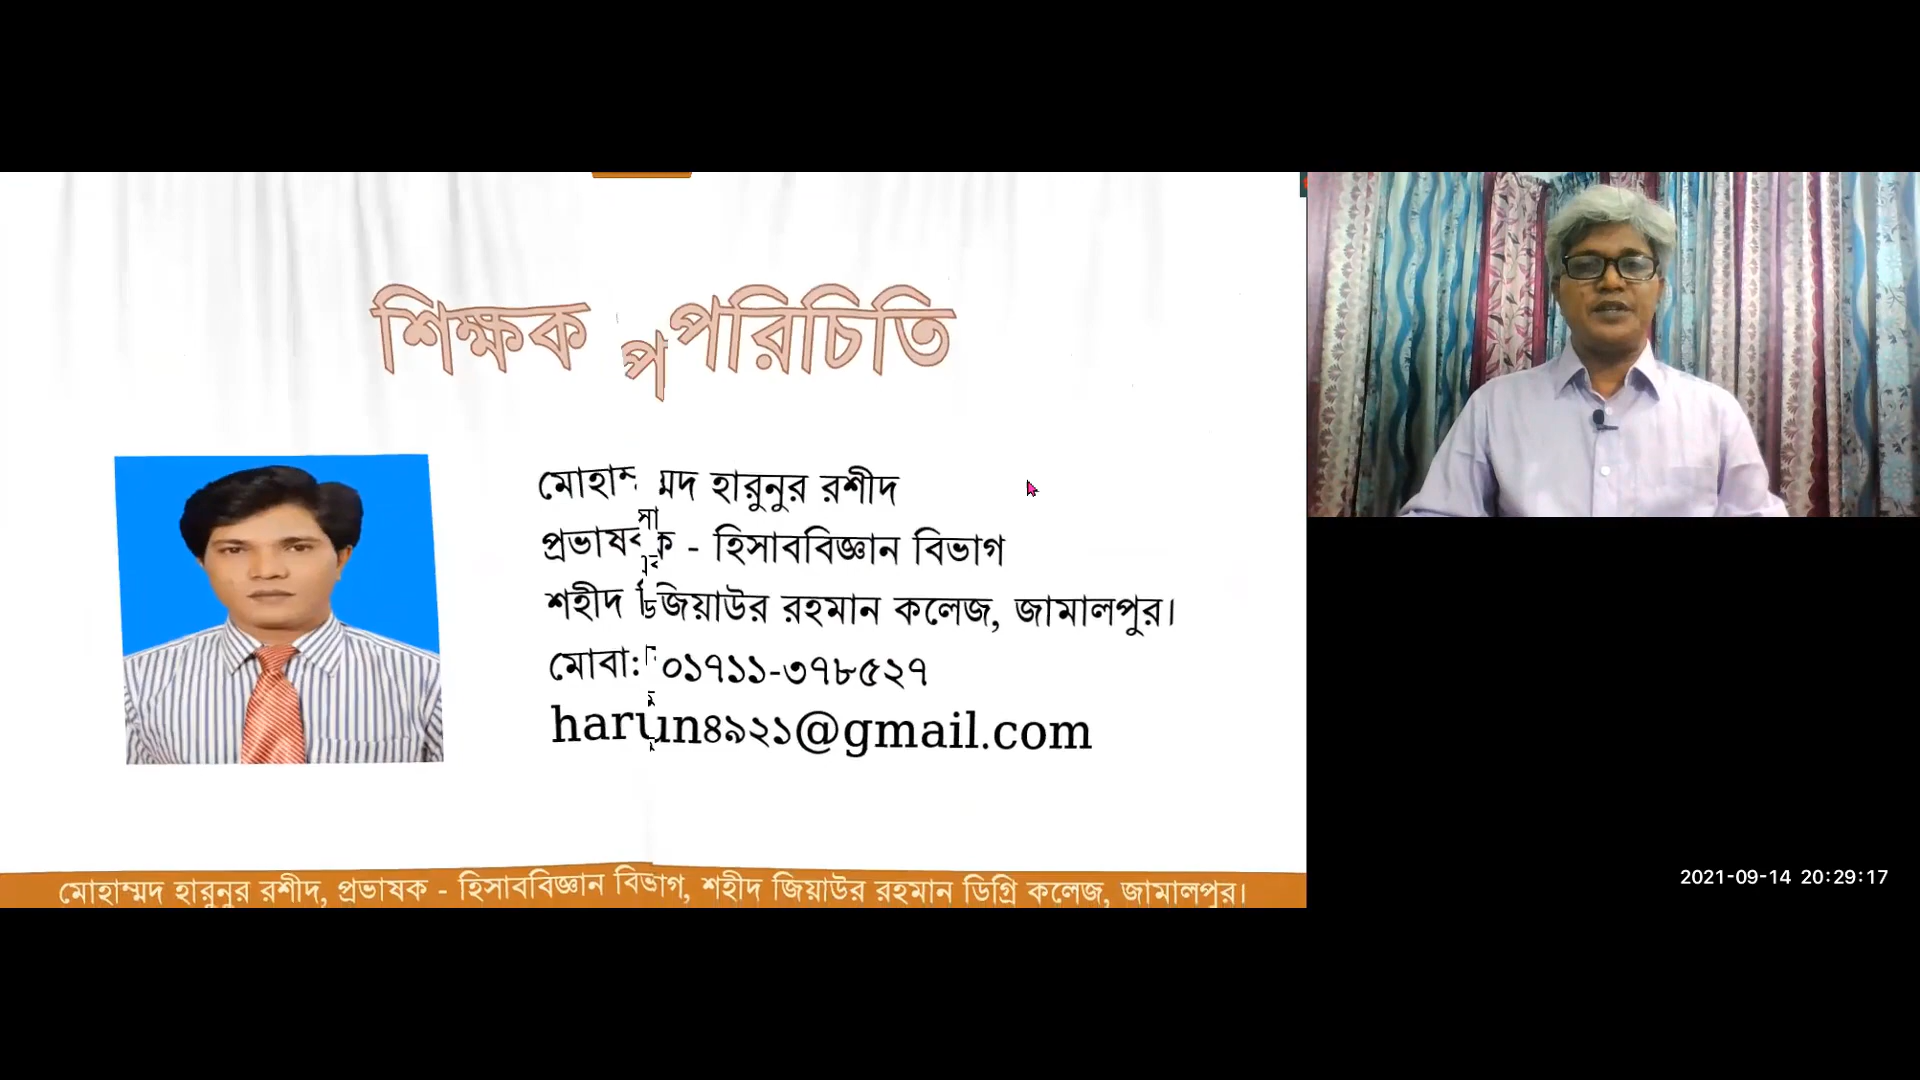 শিক্ষক পরিচিতি
মোহাম্মদ হারুনুর রশীদ
প্রভাষক - হিসাববিজ্ঞান বিভাগ
শহীদ জিয়াউর রহমান কলেজ, জামালপুর।
মোবা: ০১৭১১-৩৭৮৫২৭
harun৪৯২১@gmail.com
মোহাম্মদ হারুনুর রশীদ, প্রভাষক - হিসাববিজ্ঞান বিভাগ, শহীদ জিয়াউর রহমান ডিগ্রি কলেজ, জামালপুর।
2021-09-14 20:29:17